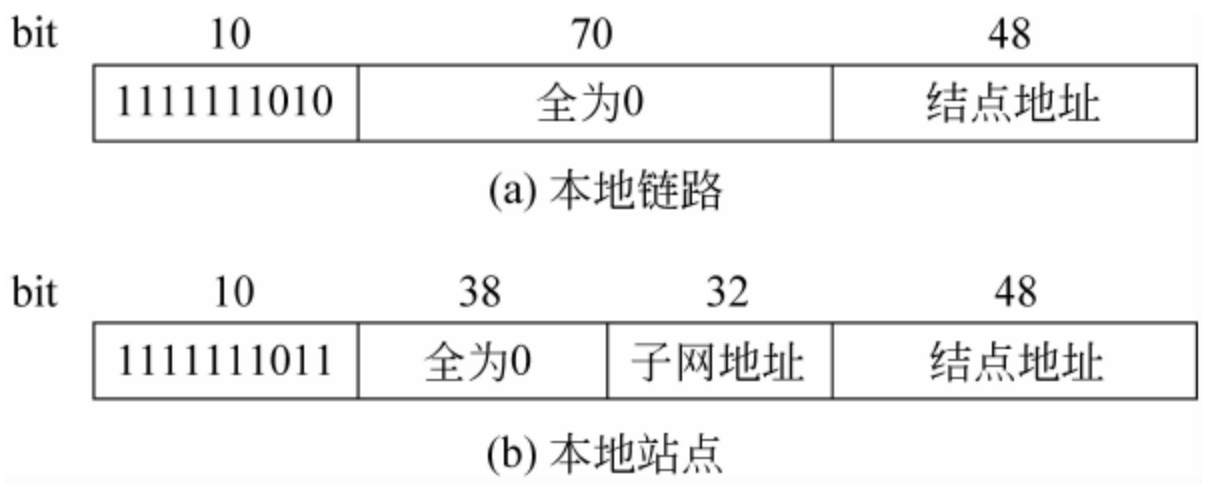 bit 10 70 48
1111111010 全为0 结点地址
(a) 本地链路
bit 10 38 32 48
1111111011 全为0 子网地址 结点地址
(b) 本地站点